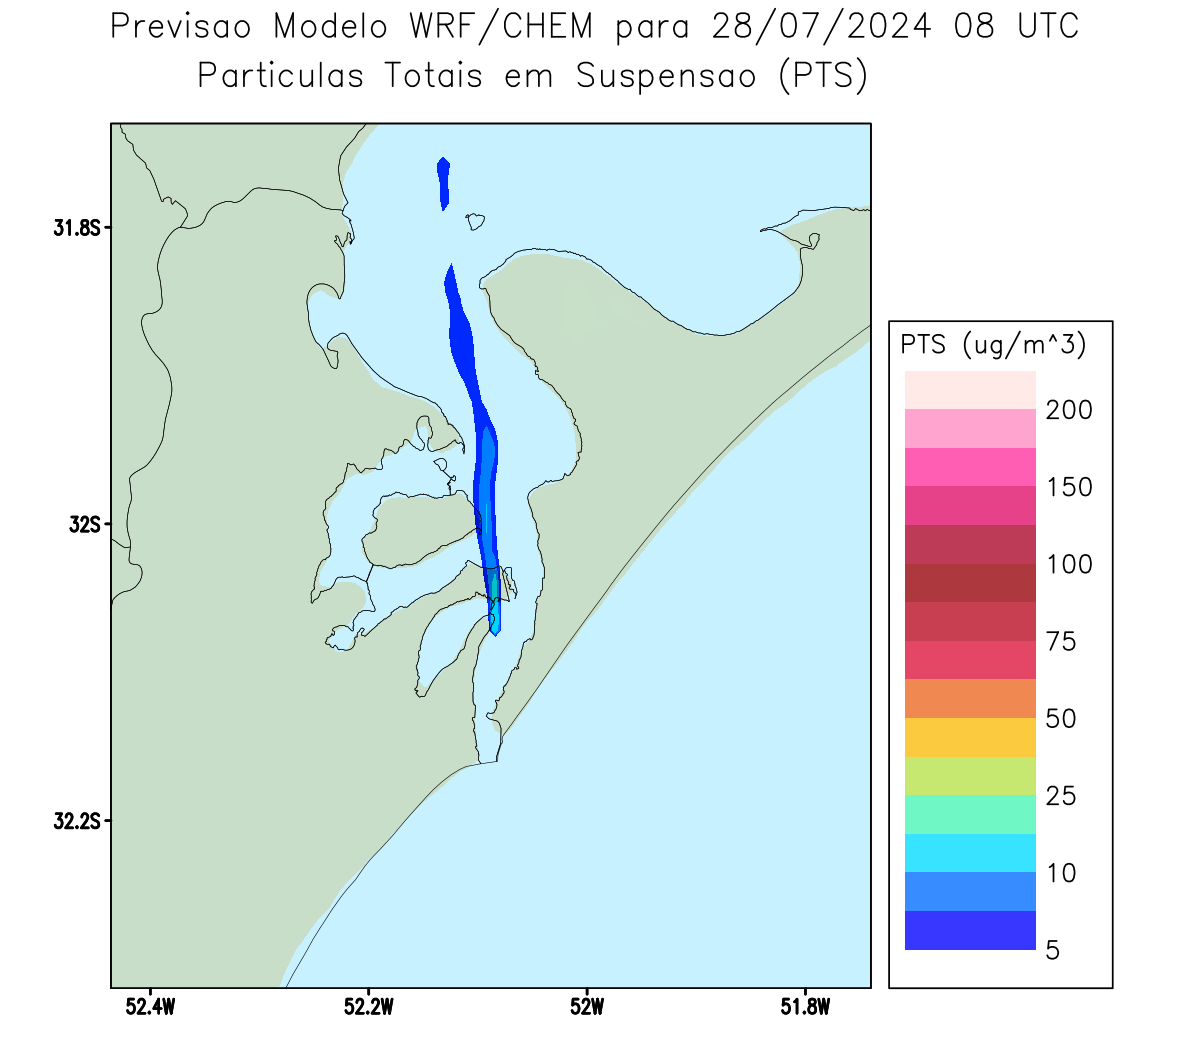 Previsao Modelo WRF/CHEM para 28/07/2024 08 UTC
Particulas Totais em Suspensao (PTS)
31.8S
32S
32.2S
52.4W
52.2W
52W
51.8W
PTS (ug/m^3)
200
150
100
75
50
25
10
5